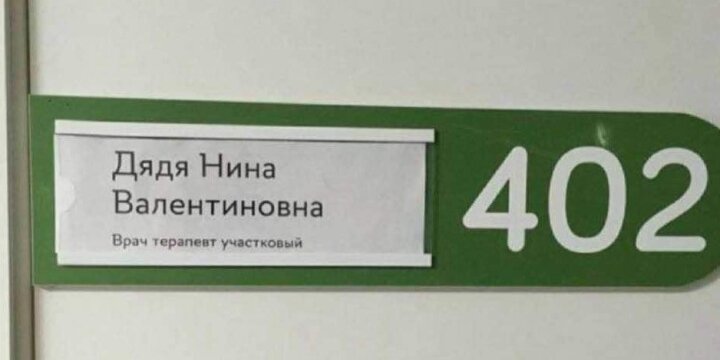 Дядя Нина
Валентиновна
Врач терапевт участковый
402